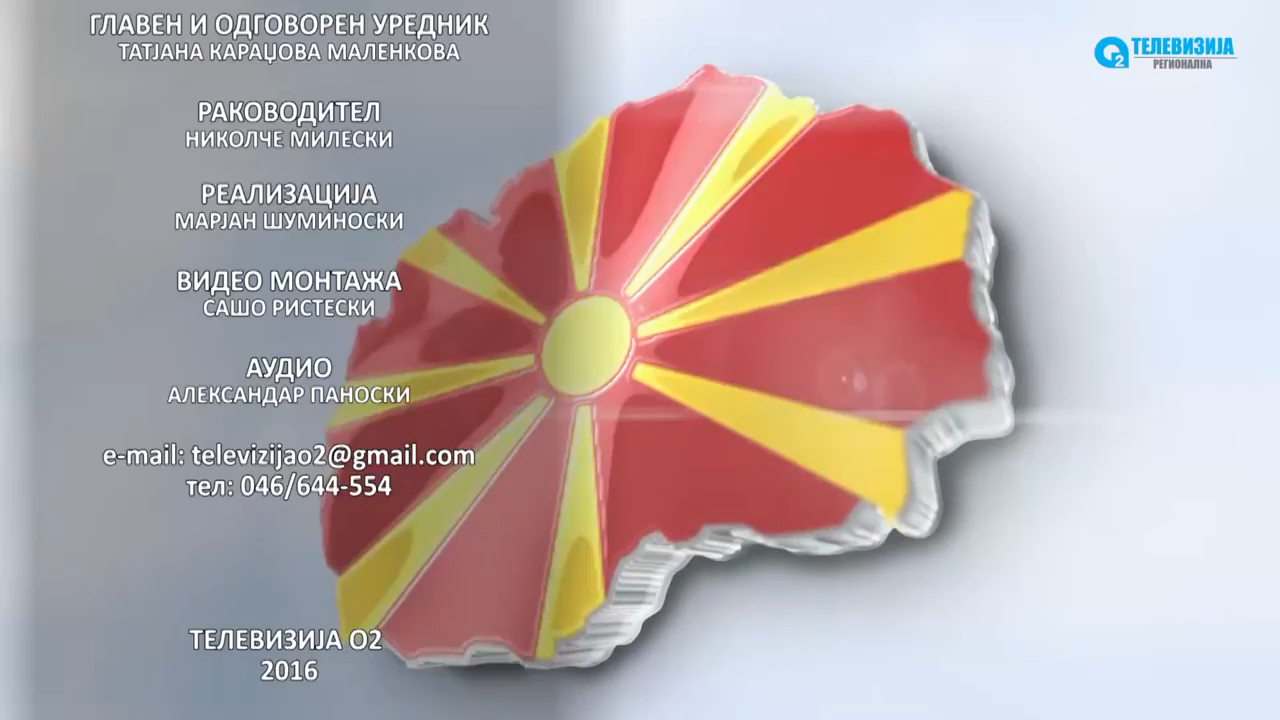 ГЛАВЕН И ОДГОВОРЕН УРЕДНИК
ТАТЈАНА КАРАЏОВА МАЛЕНКОВА
РАКОВОДИТЕЛ
НИКОЛЧЕ МИЛЕСКИ
РЕАЛИЗАЦИЈА
МАРЈАН ШУМИНОСКИ
ВИДЕО МОНТАЖА
САШО РИСТЕСКИ
АУДИО
АЛЕКСАНДАР ПАНОСКИ
e-mail: televizijao2@gmail.com
тел: 046/644-554
ТЕЛЕВИЗИЈА О2
2016
O2 ТЕЛЕВИЗИЈА
РЕГИОНАЛНА